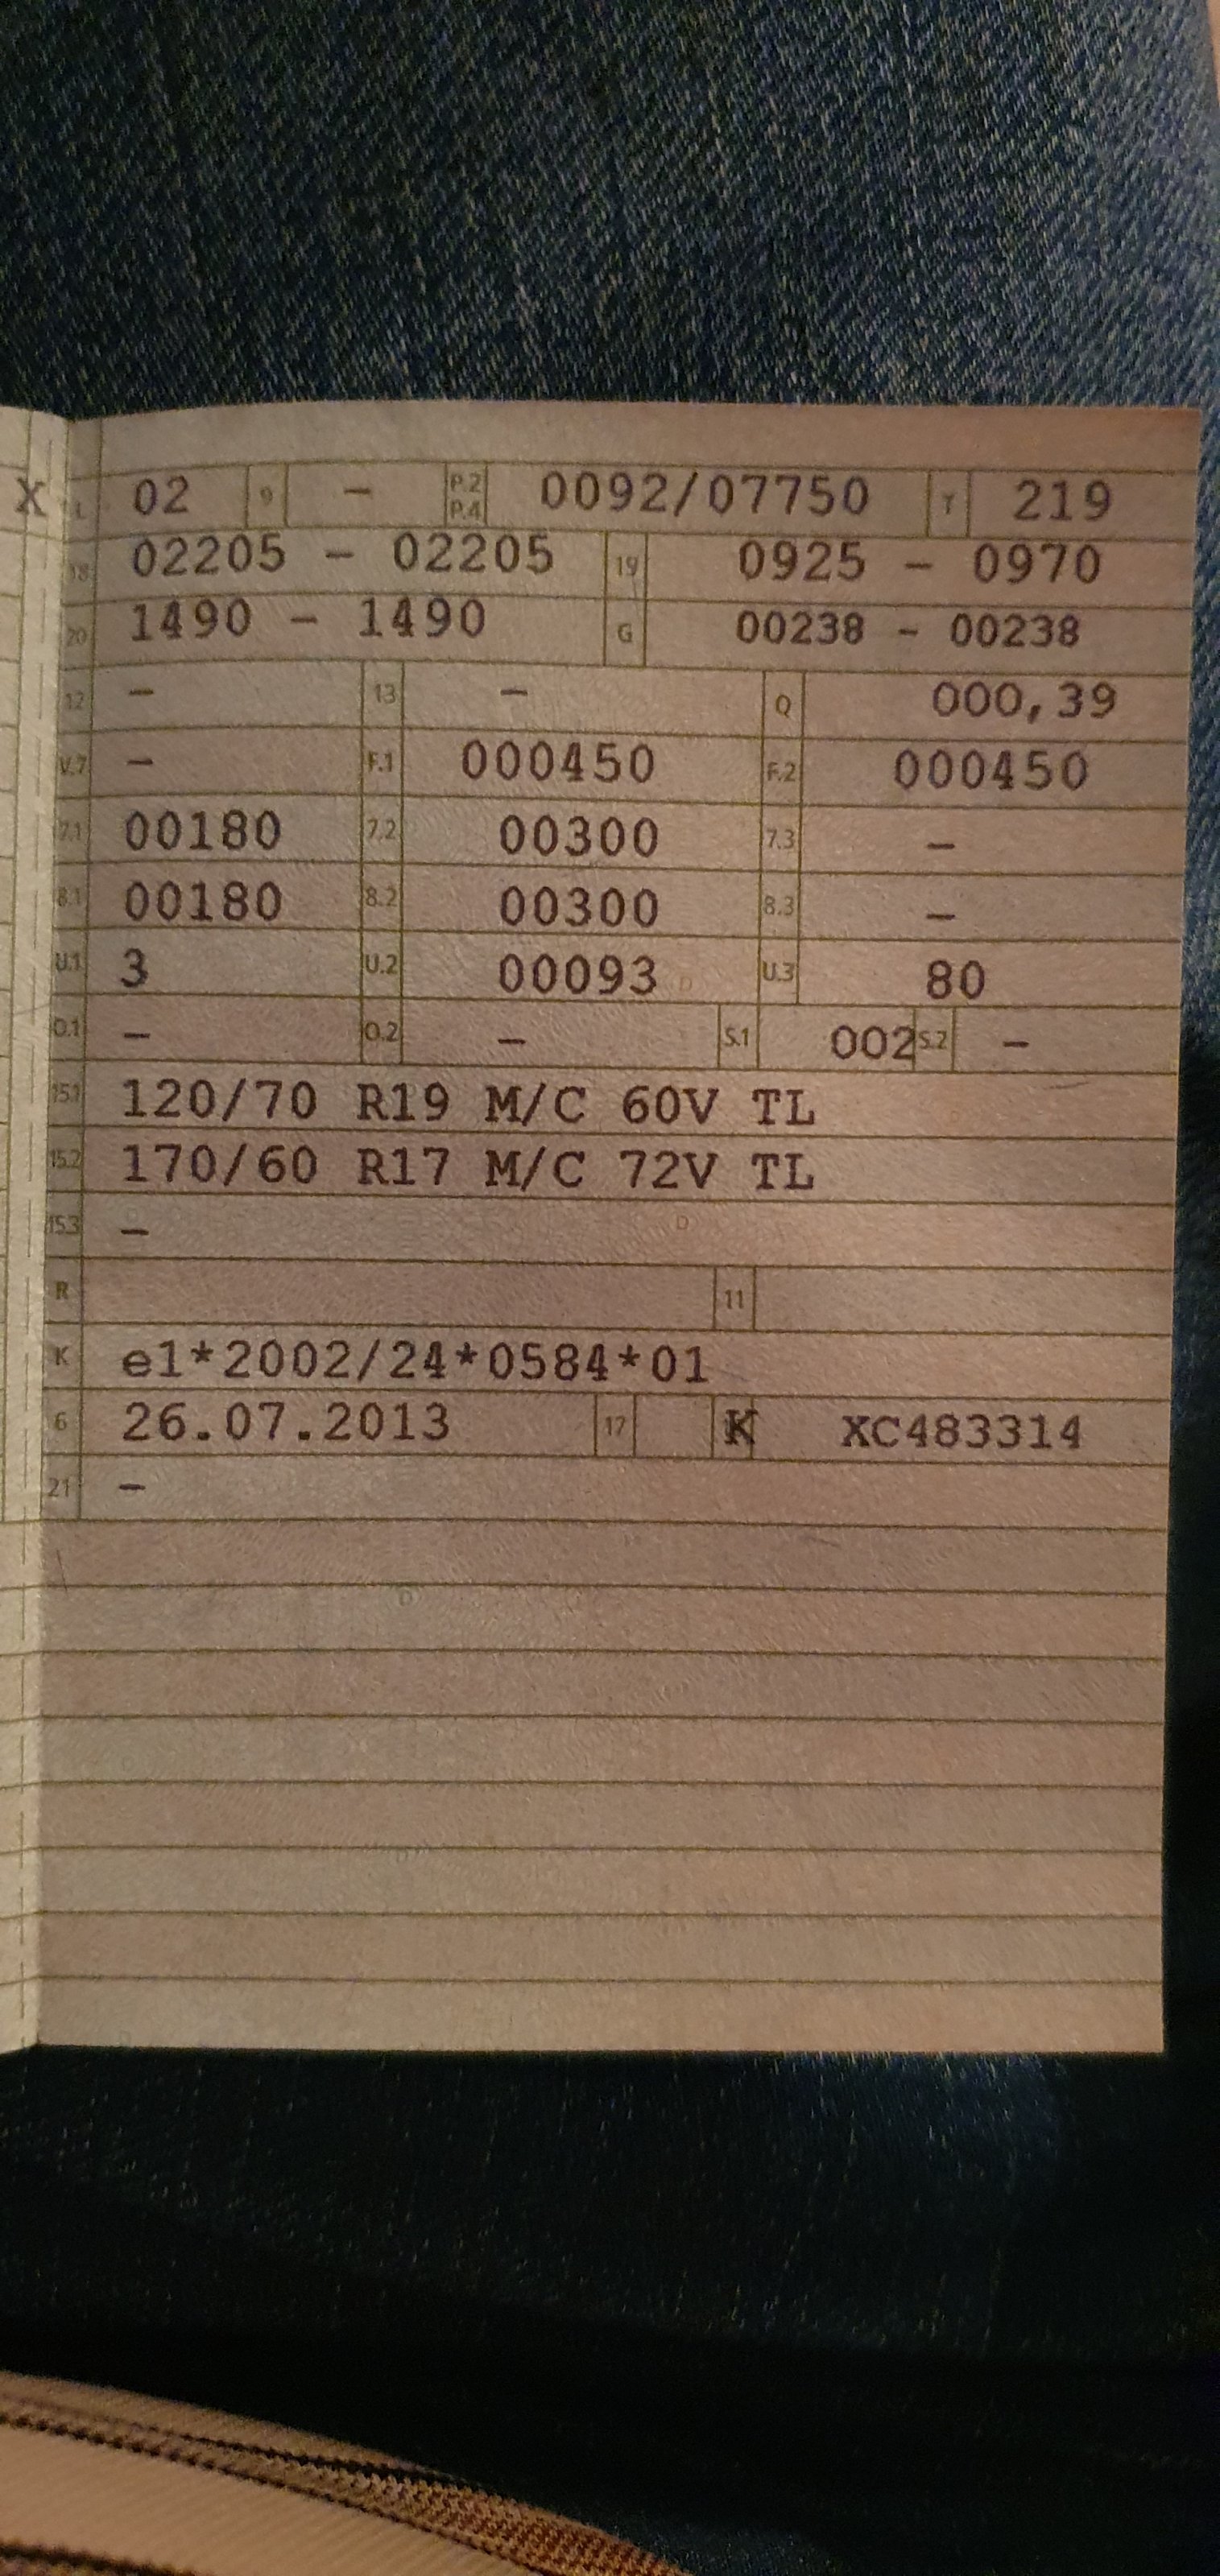 X L 02 9 – P.2 P.4 0092/07750 T 219
18 02205 – 02205 19 0925 – 0970
20 1490 – 1490 G 00238 – 00238
12 – 13 – Q 000,39
V.7 – F.1 000450 F.2 000450
7.1 00180 7.2 00300 7.3 –
8.1 00180 8.2 00300 8.3 –
U.1 3 U.2 00093 U.3 80
O.1 – O.2 – S.1 002 S.2 –
15.1 120/70 R19 M/C 60V TL
15.2 170/60 R17 M/C 72V TL
15.3 –
R 11
K e1*2002/24*0584*01
6 26.07.2013 17 K XC483314
21 –